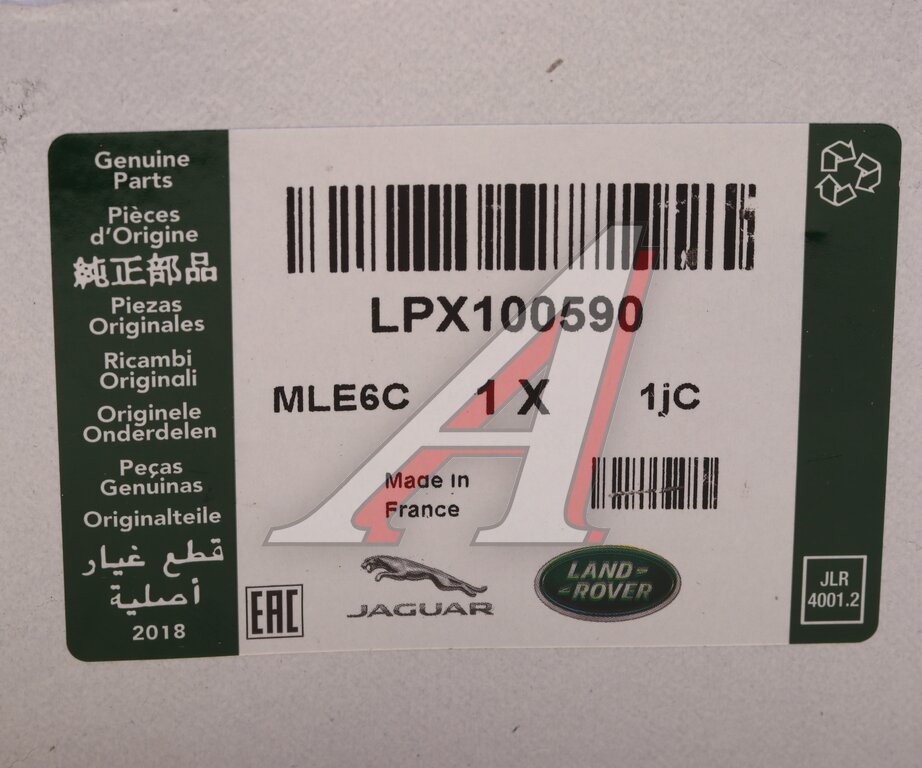 Genuine
Parts
Pièces
d'Origine
純正部品
Piezas
Originales
Ricambi
Originali
Originele
Onderdelen
Peças
Genuinas
Originalteile
قطع غيار
أصلية
2018
LPX100590
MLE6C 1 X 1jC
Made In
France
EAC
JAGUAR
LAND-
-ROVER
JLR
4001.2
A